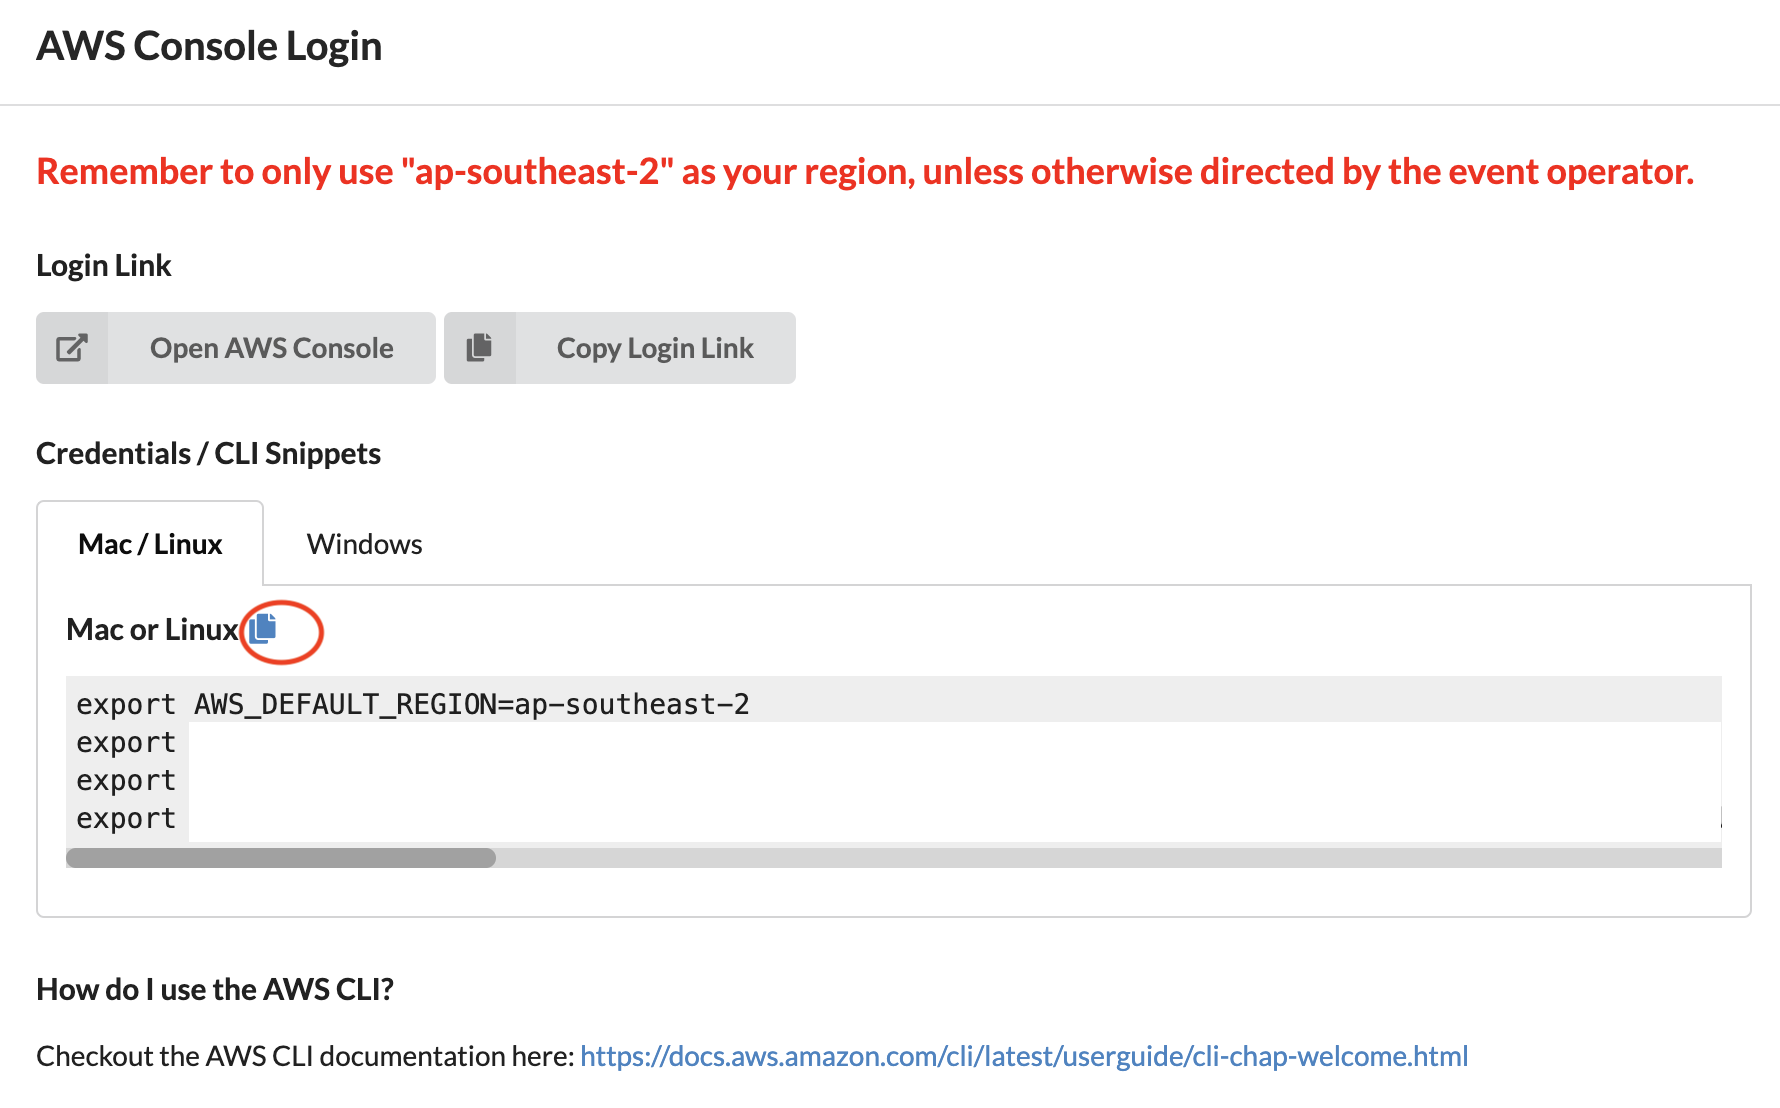 AWS Console Login
Remember to only use "ap-southeast-2" as your region, unless otherwise directed by the event operator.
Login Link
Open AWS Console
Copy Login Link
Credentials / CLI Snippets
Mac / Linux
Windows
Mac or Linux
export AWS_DEFAULT_REGION=ap-southeast-2
export
export
export
How do I use the AWS CLI?
Checkout the AWS CLI documentation here: https://docs.aws.amazon.com/cli/latest/userguide/cli-chap-welcome.html